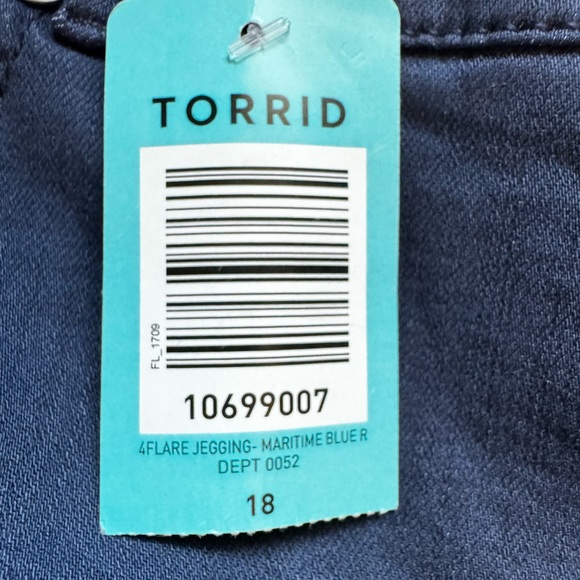 TORRID
FL_1709
10699007
4FLARE JEGGING- MARITIME BLUE R
DEPT 0052
18